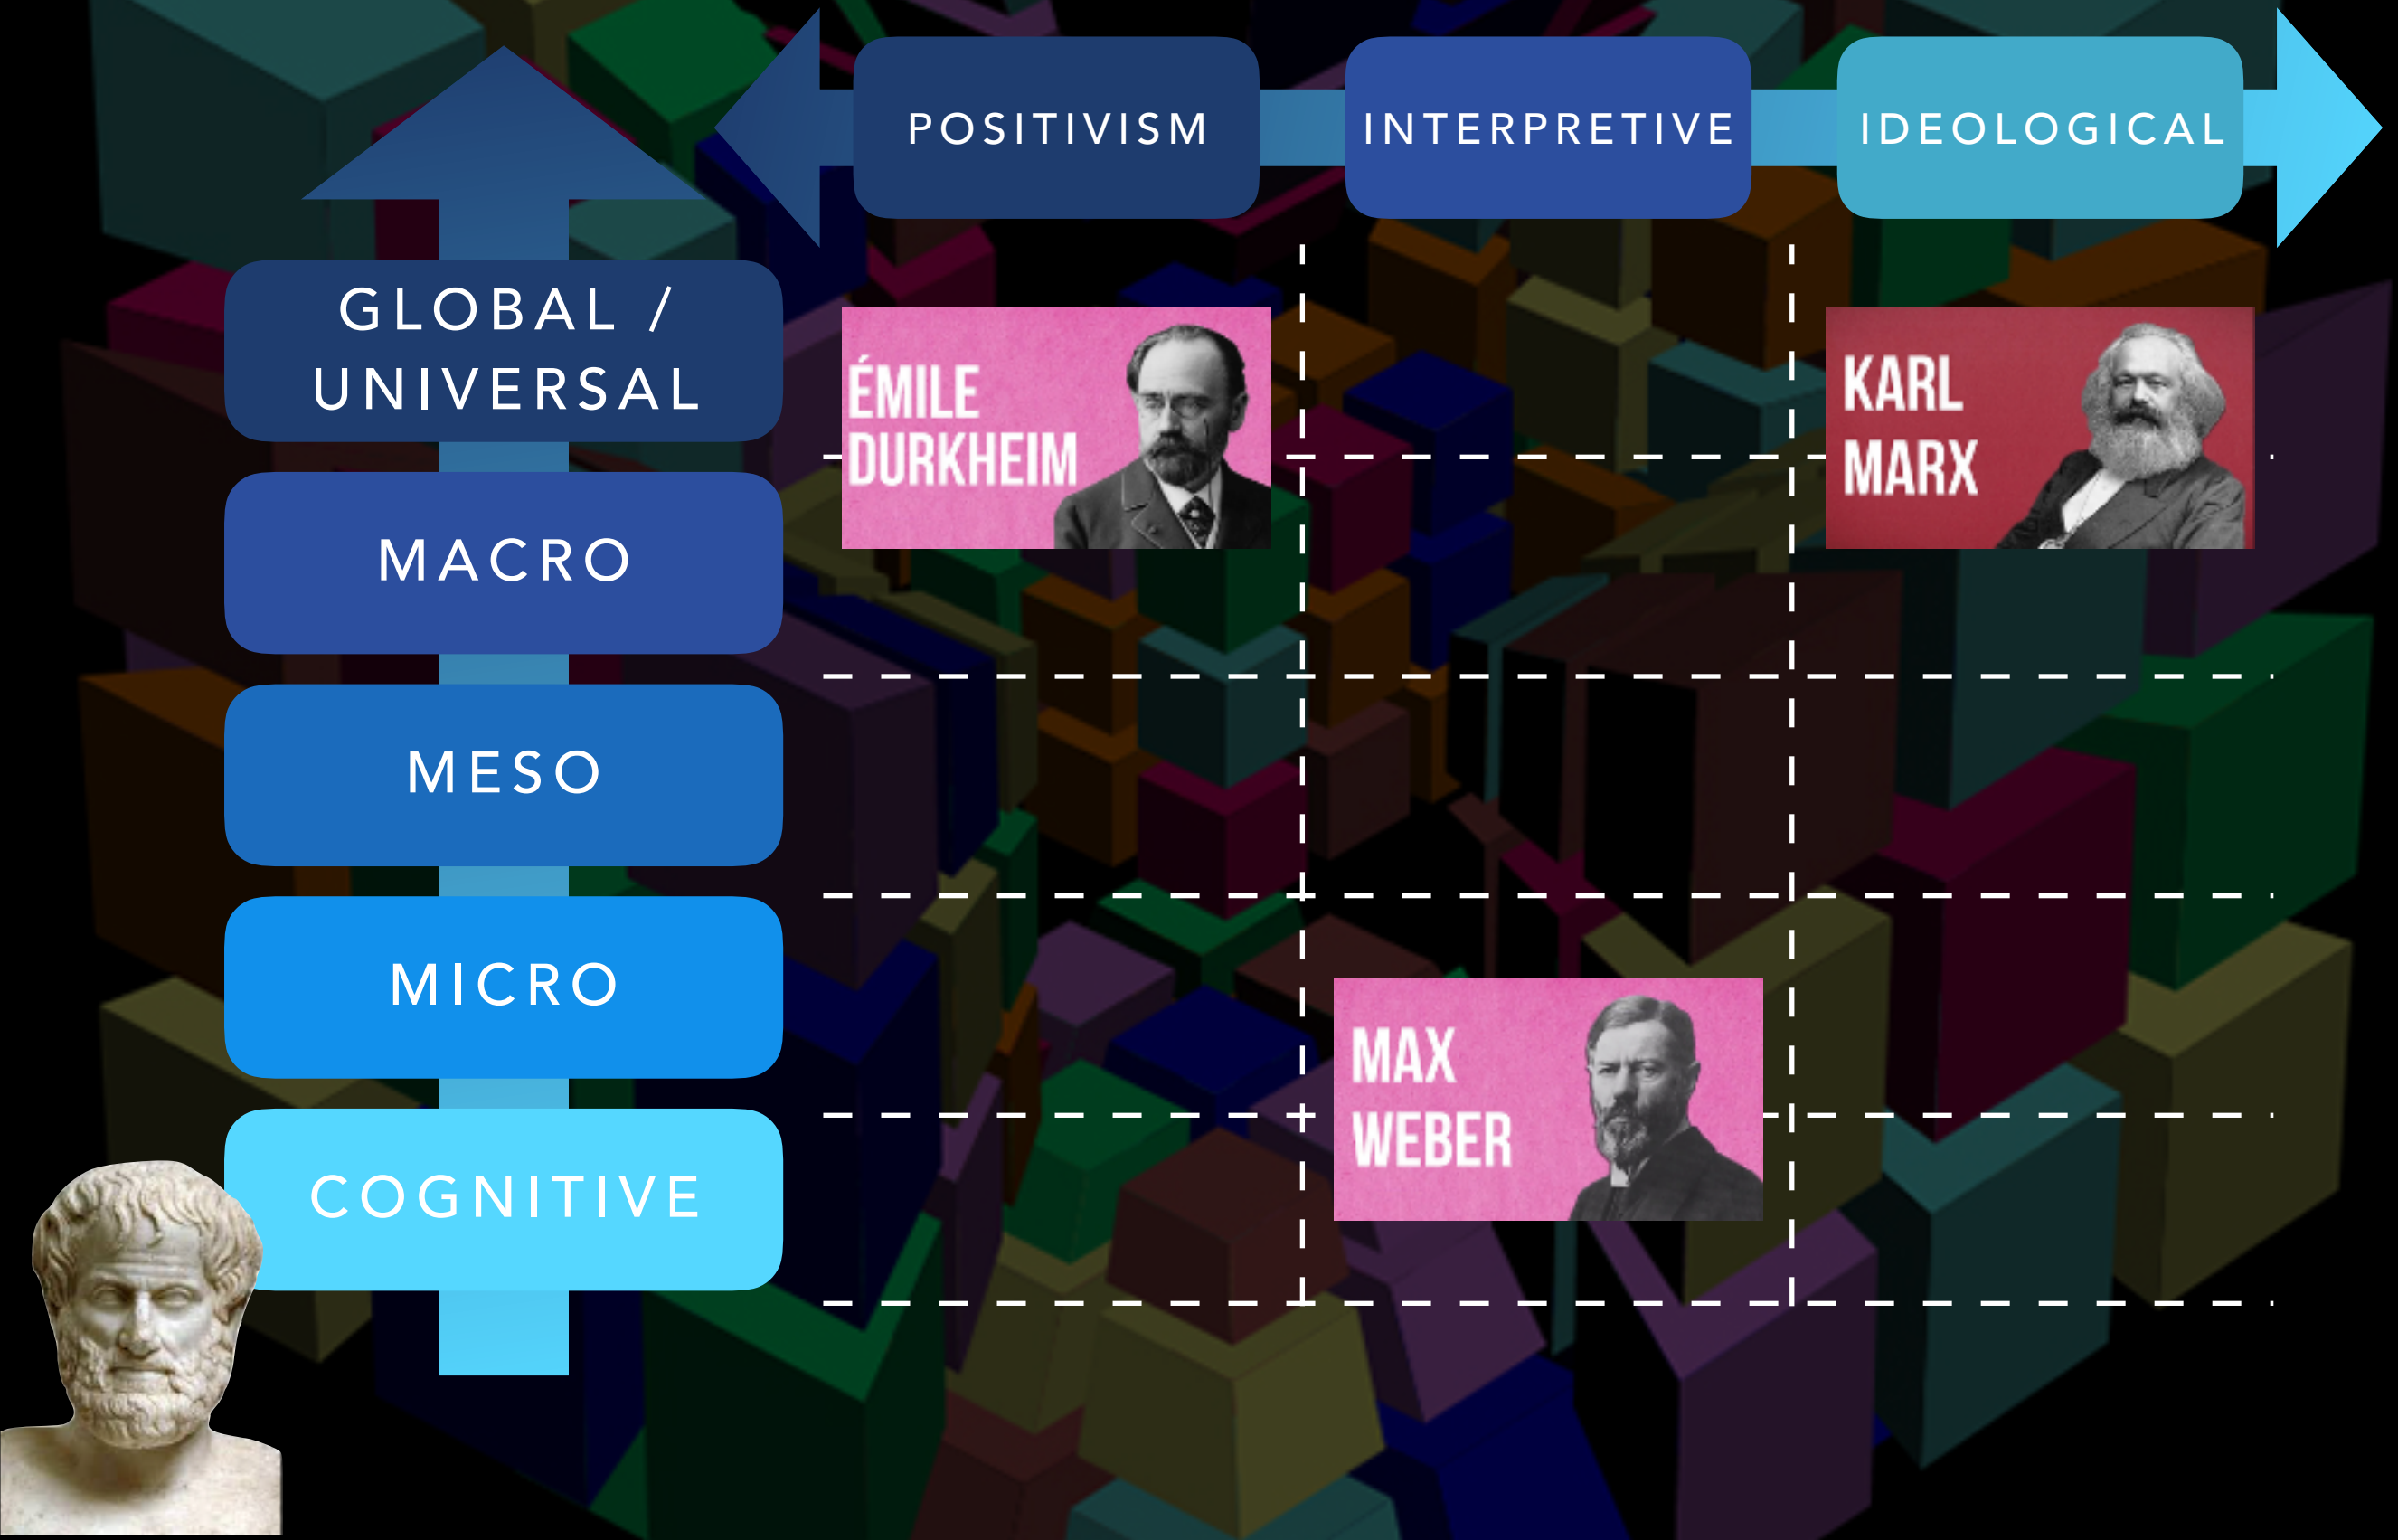 POSITIVISM
INTERPRETIVE
IDEOLOGICAL
GLOBAL /
UNIVERSAL
MACRO
MESO
MICRO
COGNITIVE
ÉMILE
DURKHEIM
KARL
MARX
MAX
WEBER